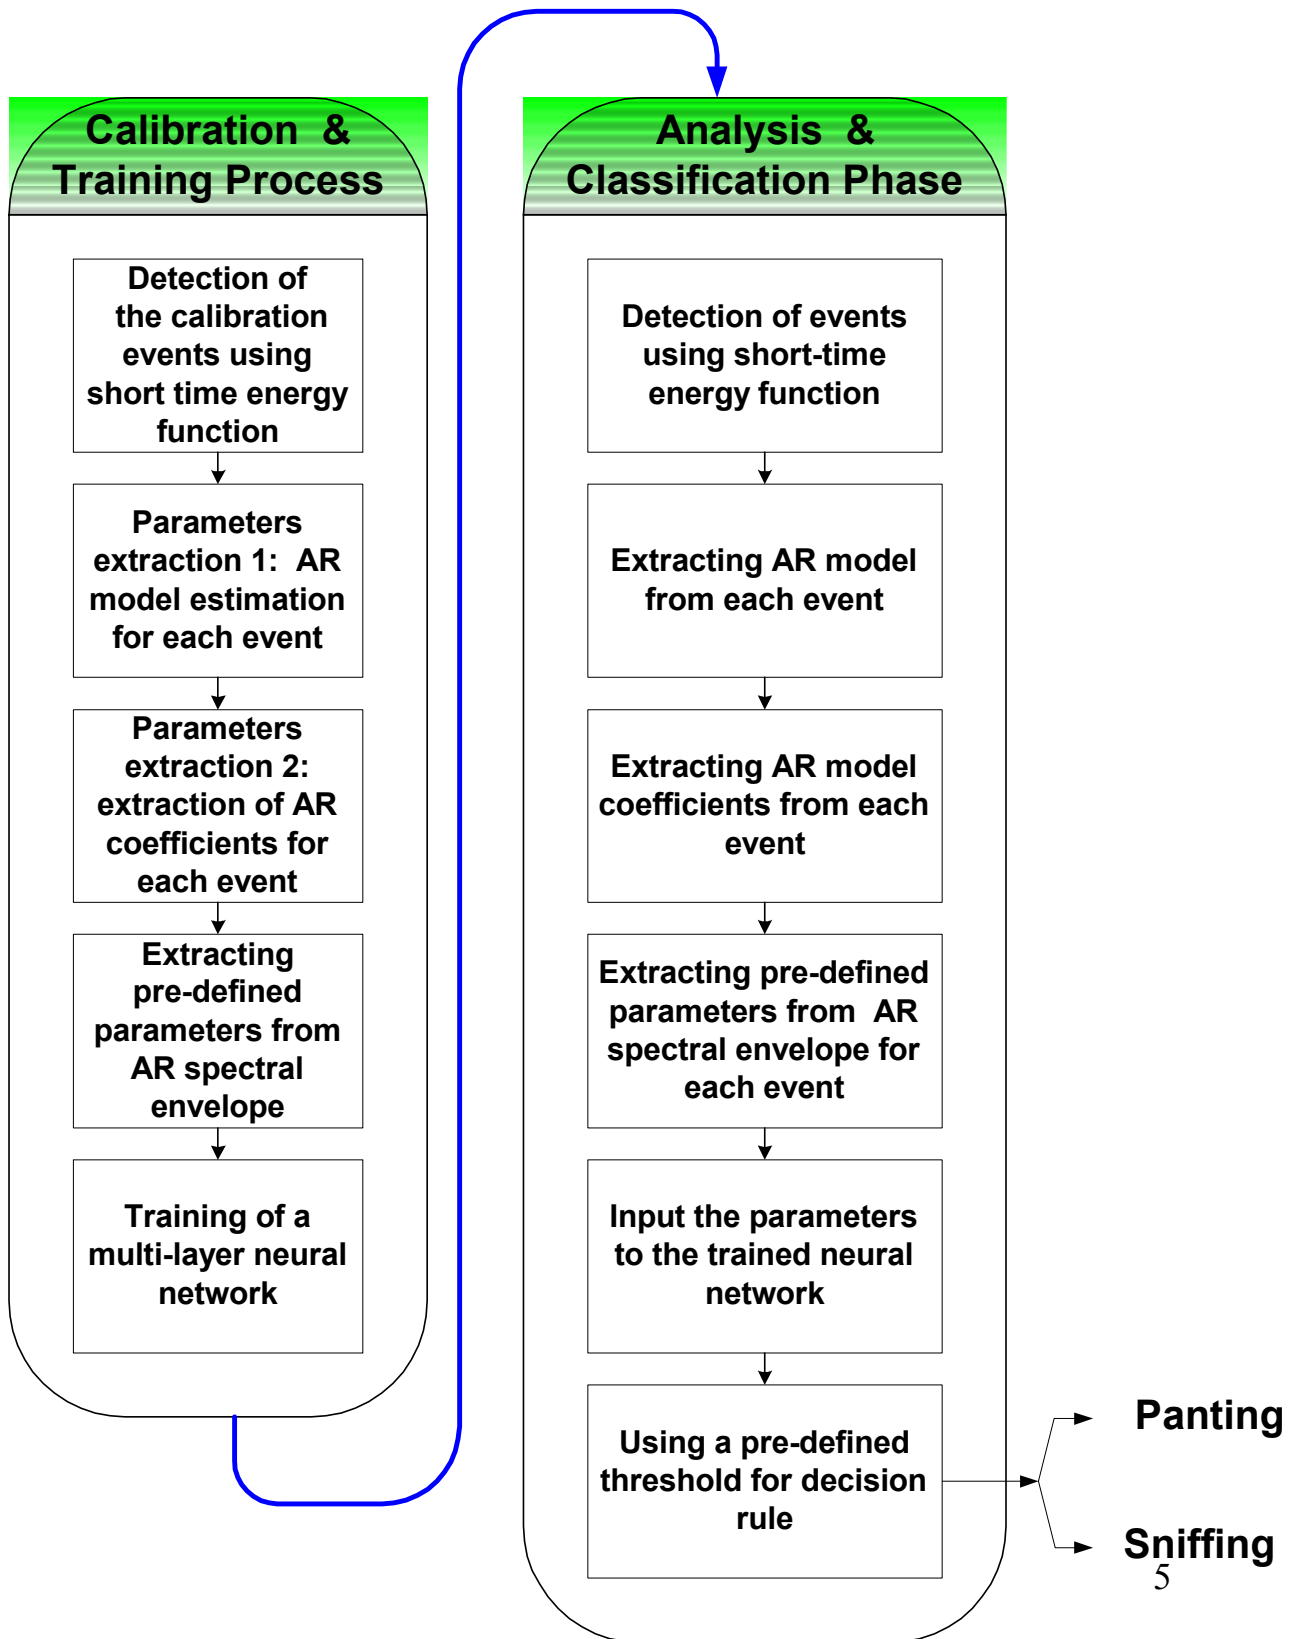 Calibration &
Training Process
Detection of
the calibration
events using
short time energy
function
Parameters
extraction 1: AR
model estimation
for each event
Parameters
extraction 2:
extraction of AR
coefficients for
each event
Extracting
pre-defined
parameters from
AR spectral
envelope
Training of a
multi-layer neural
network
Analysis &
Classification Phase
Detection of events
using short-time
energy function
Extracting AR model
from each event
Extracting AR model
coefficients from each
event
Extracting pre-defined
parameters from AR
spectral envelope for
each event
Input the parameters
to the trained neural
network
Using a pre-defined
threshold for decision
rule
Panting
Sniffing
5